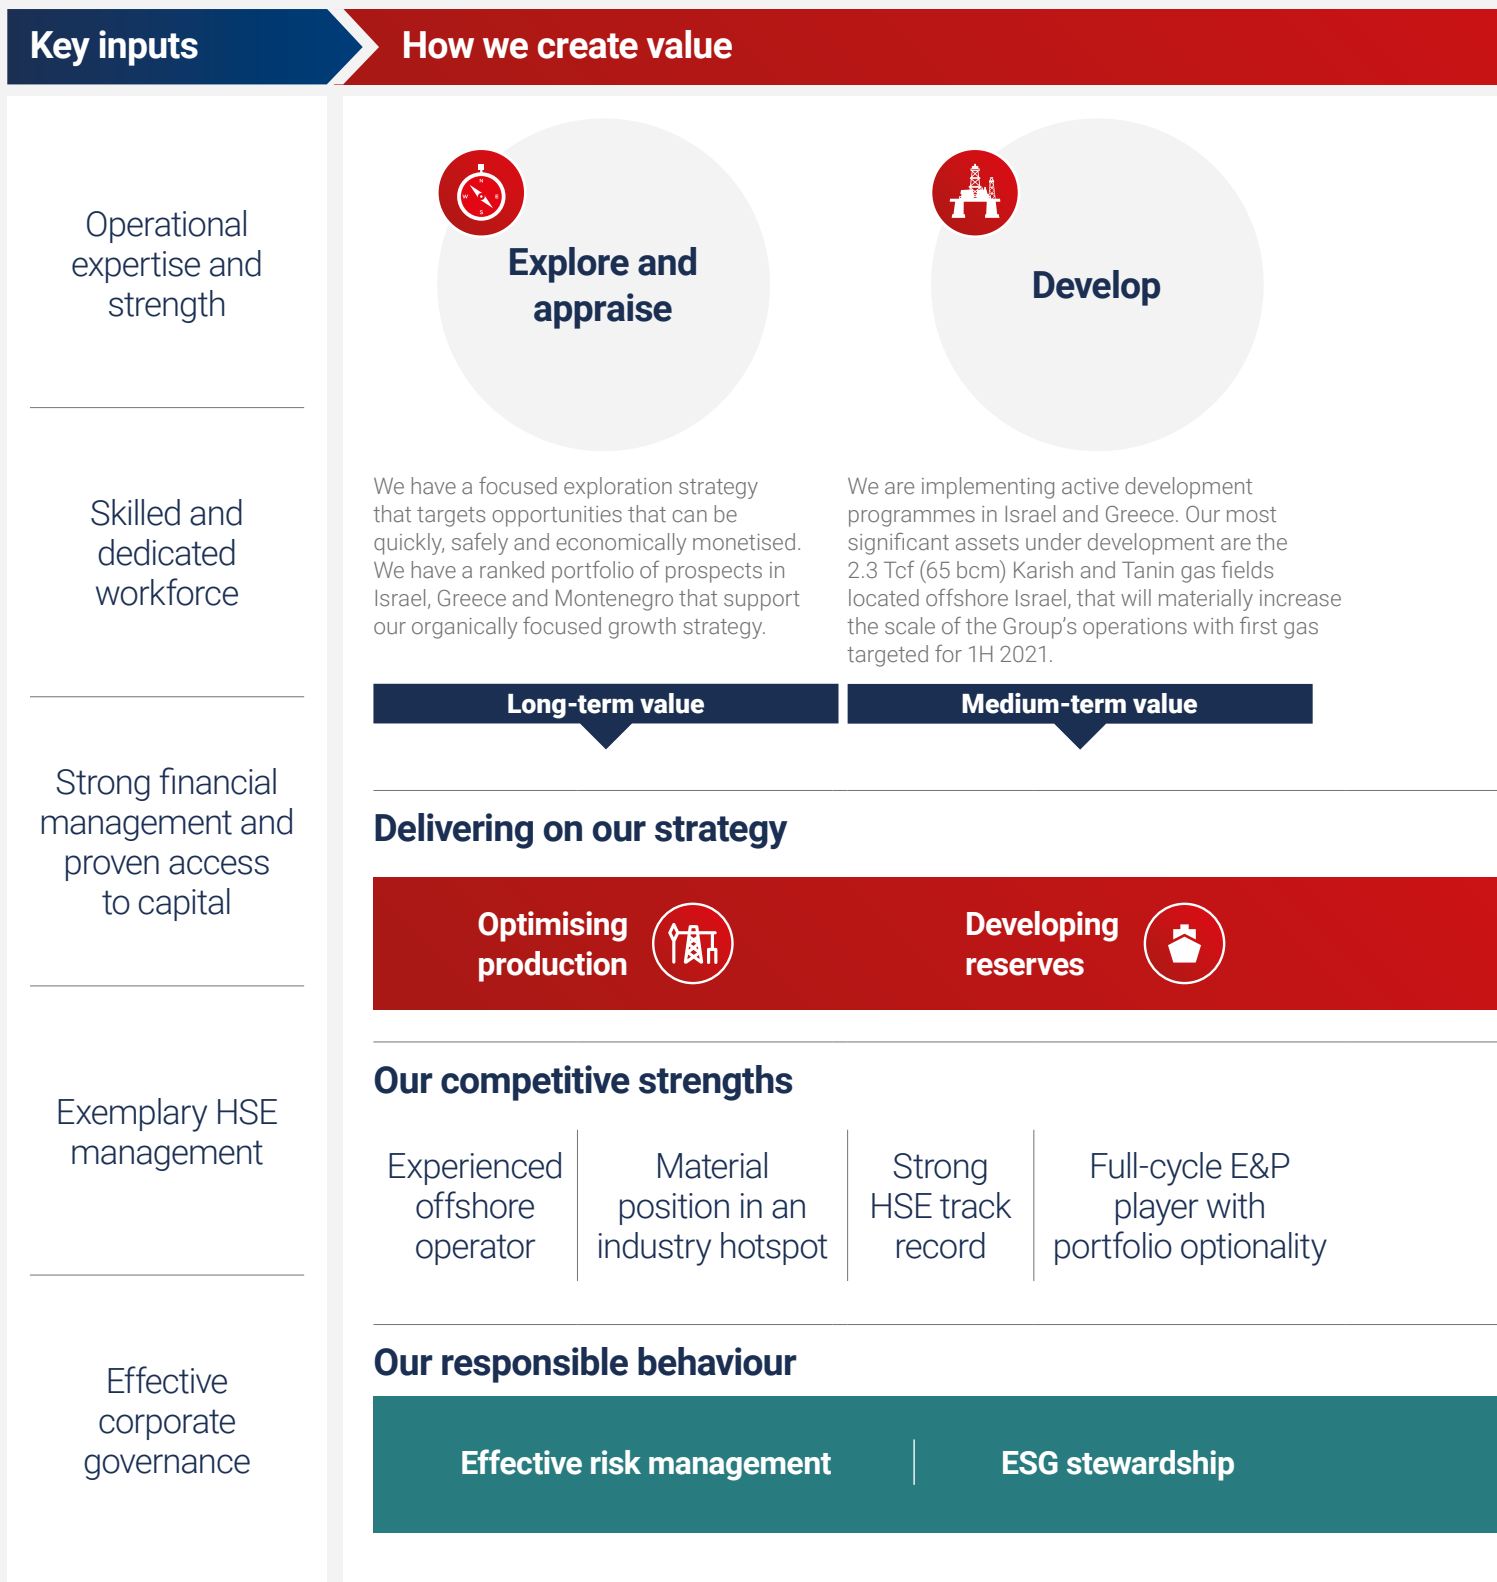 Key inputs
How we create value
Operational
expertise and
strength
Skilled and
dedicated
workforce
Strong financial
management and
proven access
to capital
Exemplary HSE
management
Effective
corporate
governance
N
W E
S
Explore and
appraise
We have a focused exploration strategy
that targets opportunities that can be
quickly, safely and economically monetised.
We have a ranked portfolio of prospects in
Israel, Greece and Montenegro that support
our organically focused growth strategy.
Long-term value
Develop
We are implementing active development
programmes in Israel and Greece. Our most
significant assets under development are the
2.3 Tcf (65 bcm) Karish and Tanin gas fields
located offshore Israel, that will materially increase
the scale of the Group’s operations with first gas
targeted for 1H 2021.
Medium-term value
Delivering on our strategy
Optimising
production
Developing
reserves
Our competitive strengths
Experienced
offshore
operator
Material
position in an
industry hotspot
Strong
HSE track
record
Full-cycle E&P
player with
portfolio optionality
Our responsible behaviour
Effective risk management
ESG stewardship